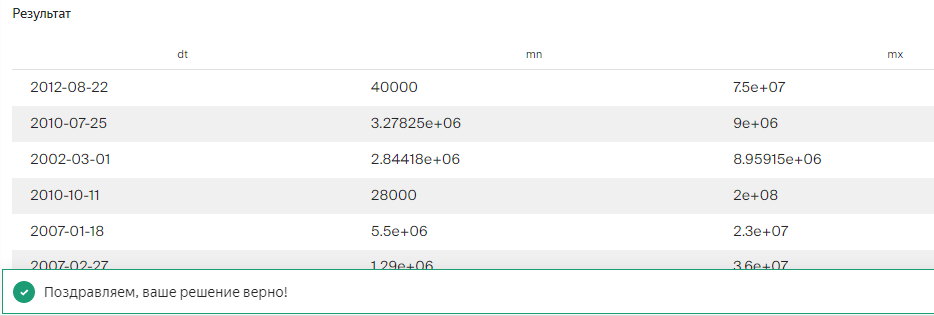 Результат
dt mn mx
2012-08-22 40000 7.5e+07
2010-07-25 3.27825e+06 9e+06
2002-03-01 2.84418e+06 8.95915e+06
2010-10-11 28000 2e+08
2007-01-18 5.5e+06 2.3e+07
2007-02-27 1.29e+06 3.6e+07
Поздравляем, ваше решение верно!